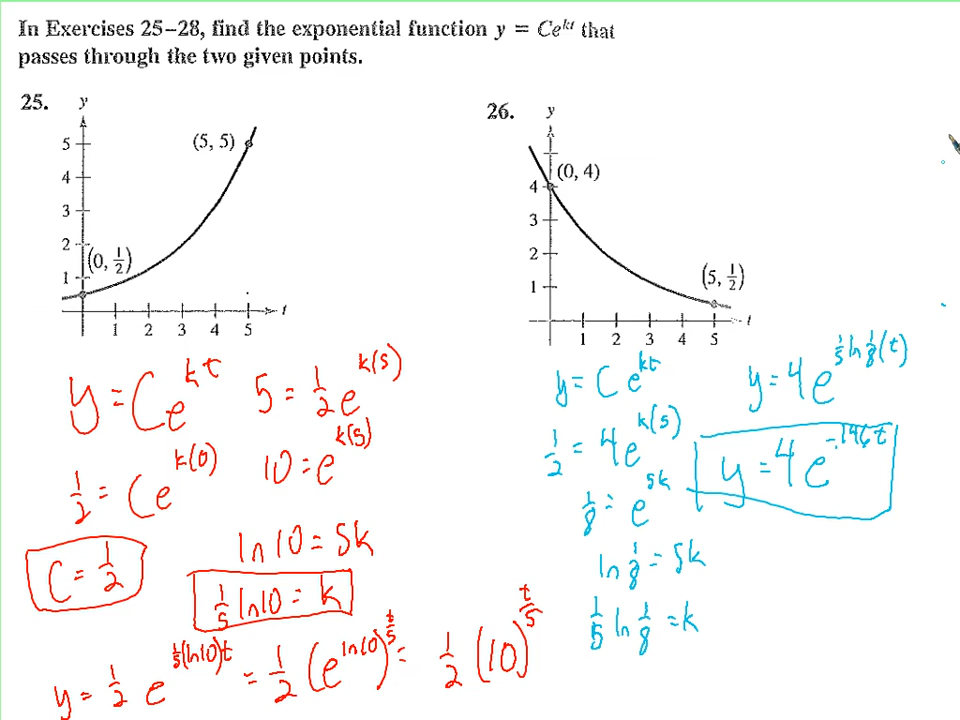 In Exercises 25–28, find the exponential function y = Ce^{kt} that
passes through the two given points.
25.
y
5
4
3
2
1
(5, 5)
(0, 1/2)
1 2 3 4 5
t
26.
y
4
3
2
1
(0, 4)
(5, 1/2)
1 2 3 4 5
t
y = Ce^{kt}
1/2 = Ce^{k(0)}
C = 1/2
5 = 1/2 e^{k(5)}
10 = e^{k(5)}
ln 10 = 5k
1/5 ln 10 = k
y = 1/2 e^{1/5(ln10)t} = 1/2 (e^{ln 10})^{t/5} = 1/2 (10)^{t/5}
y = Ce^{kt}
1/2 = 4e^{k(5)}
1/8 = e^{5k}
ln 1/8 = 5k
1/5 ln 1/8 = k
y = 4e^{1/5 ln 1/8 (t)}